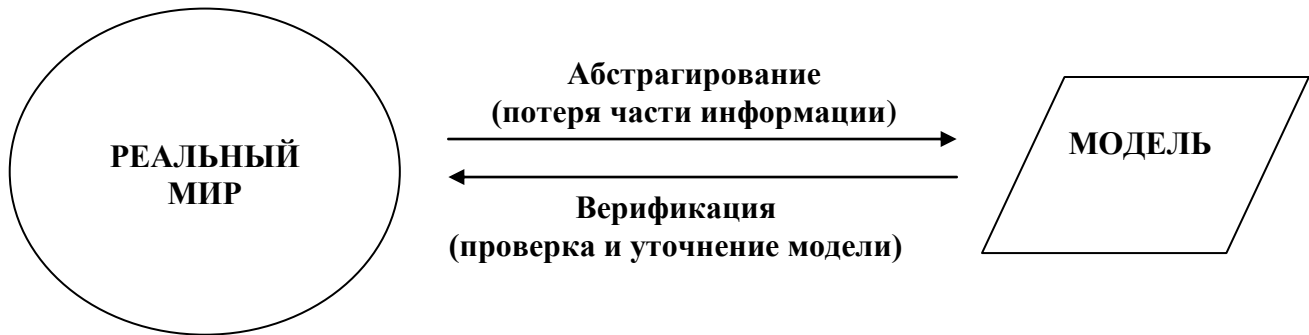 Абстрагирование
(потеря части информации)
РЕАЛЬНЫЙ
МИР
МОДЕЛЬ
Верификация
(проверка и уточнение модели)